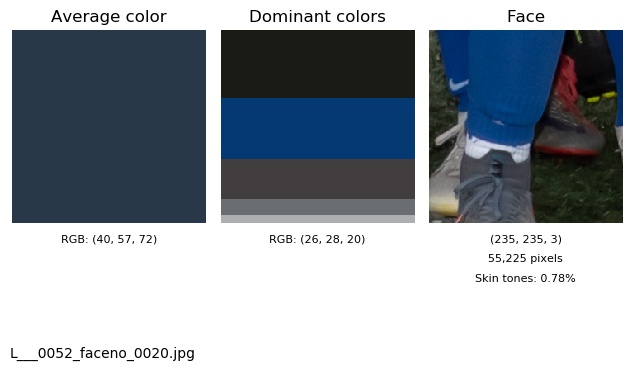 Average color
Dominant colors
Face
RGB: (40, 57, 72)
RGB: (26, 28, 20)
(235, 235, 3)
55,225 pixels
Skin tones: 0.78%
L___0052_faceno_0020.jpg